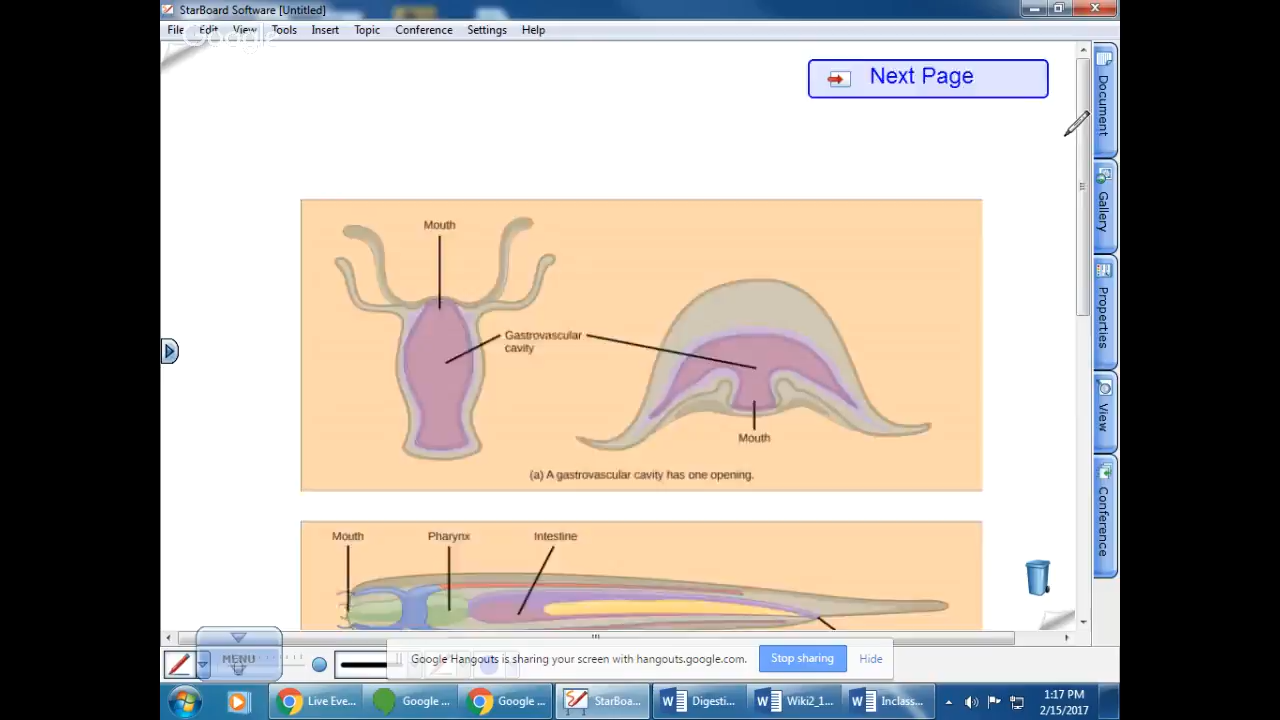 StarBoard Software [Untitled]
File Edit View Tools Insert Topic Conference Settings Help
Google
Next Page
Document
Gallery
Properties
View
Conference
Mouth
Gastrovascular
cavity
Mouth
(a) A gastrovascular cavity has one opening.
Mouth Pharynx Intestine
MENU
Google Hangouts is sharing your screen with hangouts.google.com. Stop sharing Hide
Live Eve... Google ... Google ... StarBoa... Digesti... Wiki2_1... Inclass...
1:17 PM
2/15/2017